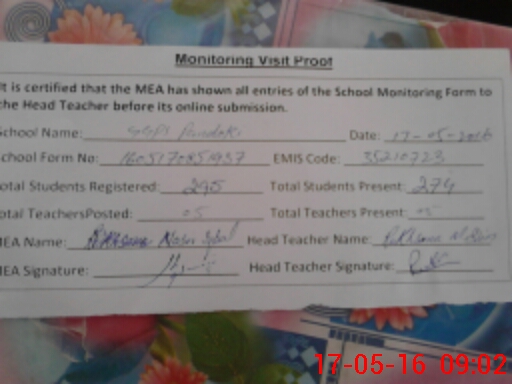 Monitoring Visit Proof
It is certified that the MEA has shown all entries of the School Monitoring Form to
the Head Teacher before its online submission.
School Name: Date: 17-05-2016
School Form No: EMIS Code: 35210723
Total Students Registered: 295 Total Students Present: 274
Total TeachersPosted: 05 Total Teachers Present: 05
MEA Name: Head Teacher Name:
MEA Signature: Head Teacher Signature:
17-05-16 09:02